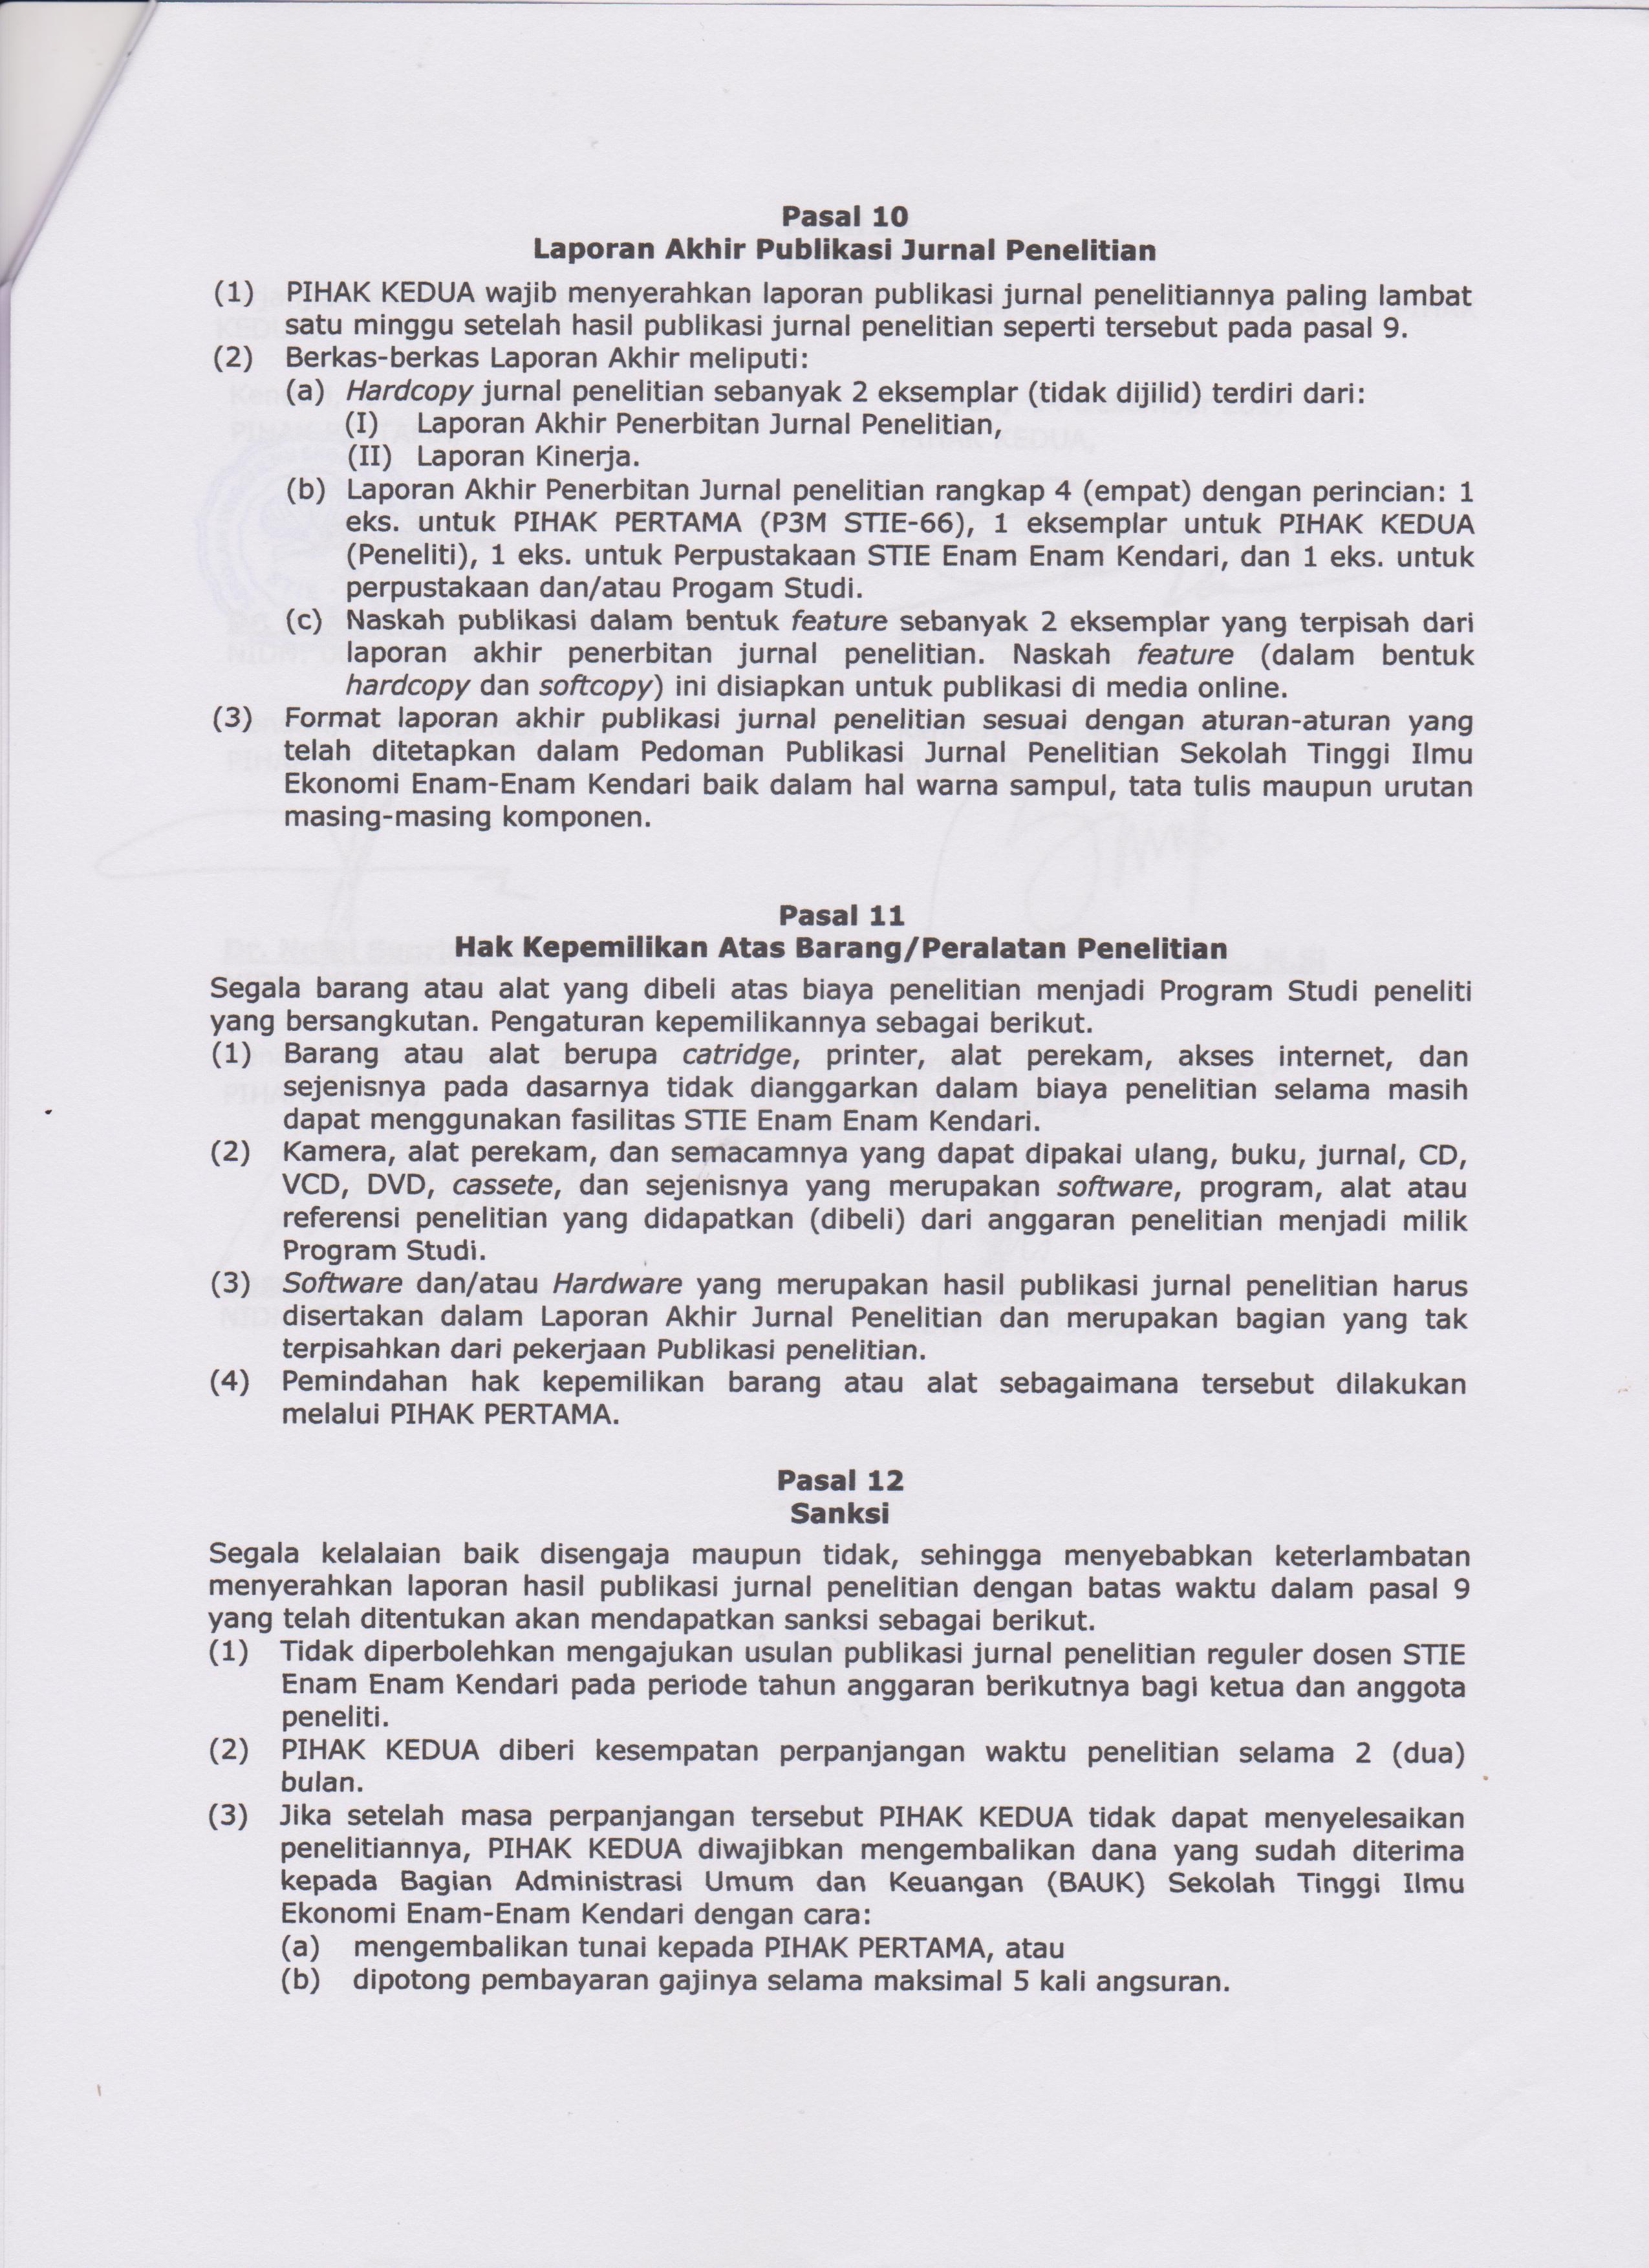 Pasal 10
Laporan Akhir Publikasi Jurnal Penelitian
(1) PIHAK KEDUA wajib menyerahkan laporan publikasi jurnal penelitiannya paling lambat
satu minggu setelah hasil publikasi jurnal penelitian seperti tersebut pada pasal 9.
(2) Berkas-berkas Laporan Akhir meliputi:
(a) Hardcopy jurnal penelitian sebanyak 2 eksemplar (tidak dijilid) terdiri dari:
(I) Laporan Akhir Penerbitan Jurnal Penelitian,
(II) Laporan Kinerja.
(b) Laporan Akhir Penerbitan Jurnal penelitian rangkap 4 (empat) dengan perincian: 1
eks. untuk PIHAK PERTAMA (P3M STIE-66), 1 eksemplar untuk PIHAK KEDUA
(Peneliti), 1 eks. untuk Perpustakaan STIE Enam Enam Kendari, dan 1 eks. untuk
perpustakaan dan/atau Progam Studi.
(c) Naskah publikasi dalam bentuk feature sebanyak 2 eksemplar yang terpisah dari
laporan akhir penerbitan jurnal penelitian. Naskah feature (dalam bentuk
hardcopy dan softcopy) ini disiapkan untuk publikasi di media online.
(3) Format laporan akhir publikasi jurnal penelitian sesuai dengan aturan-aturan yang
telah ditetapkan dalam Pedoman Publikasi Jurnal Penelitian Sekolah Tinggi Ilmu
Ekonomi Enam-Enam Kendari baik dalam hal warna sampul, tata tulis maupun urutan
masing-masing komponen.
Pasal 11
Hak Kepemilikan Atas Barang/Peralatan Penelitian
Segala barang atau alat yang dibeli atas biaya penelitian menjadi Program Studi peneliti
yang bersangkutan. Pengaturan kepemilikannya sebagai berikut.
(1) Barang atau alat berupa catridge, printer, alat perekam, akses internet, dan
sejenisnya pada dasarnya tidak dianggarkan dalam biaya penelitian selama masih
dapat menggunakan fasilitas STIE Enam Enam Kendari.
(2) Kamera, alat perekam, dan semacamnya yang dapat dipakai ulang, buku, jurnal, CD,
VCD, DVD, cassete, dan sejenisnya yang merupakan software, program, alat atau
referensi penelitian yang didapatkan (dibeli) dari anggaran penelitian menjadi milik
Program Studi.
(3) Software dan/atau Hardware yang merupakan hasil publikasi jurnal penelitian harus
disertakan dalam Laporan Akhir Jurnal Penelitian dan merupakan bagian yang tak
terpisahkan dari pekerjaan Publikasi penelitian.
(4) Pemindahan hak kepemilikan barang atau alat sebagaimana tersebut dilakukan
melalui PIHAK PERTAMA.
Pasal 12
Sanksi
Segala kelalaian baik disengaja maupun tidak, sehingga menyebabkan keterlambatan
menyerahkan laporan hasil publikasi jurnal penelitian dengan batas waktu dalam pasal 9
yang telah ditentukan akan mendapatkan sanksi sebagai berikut.
(1) Tidak diperbolehkan mengajukan usulan publikasi jurnal penelitian reguler dosen STIE
Enam Enam Kendari pada periode tahun anggaran berikutnya bagi ketua dan anggota
peneliti.
(2) PIHAK KEDUA diberi kesempatan perpanjangan waktu penelitian selama 2 (dua)
bulan.
(3) Jika setelah masa perpanjangan tersebut PIHAK KEDUA tidak dapat menyelesaikan
penelitiannya, PIHAK KEDUA diwajibkan mengembalikan dana yang sudah diterima
kepada Bagian Administrasi Umum dan Keuangan (BAUK) Sekolah Tinggi Ilmu
Ekonomi Enam-Enam Kendari dengan cara:
(a) mengembalikan tunai kepada PIHAK PERTAMA, atau
(b) dipotong pembayaran gajinya selama maksimal 5 kali angsuran.